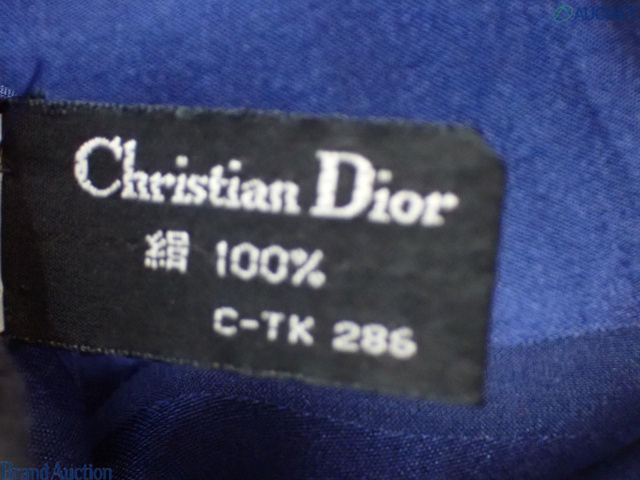 Christian Dior
絹 100%
C-TK 286
Brand Auction